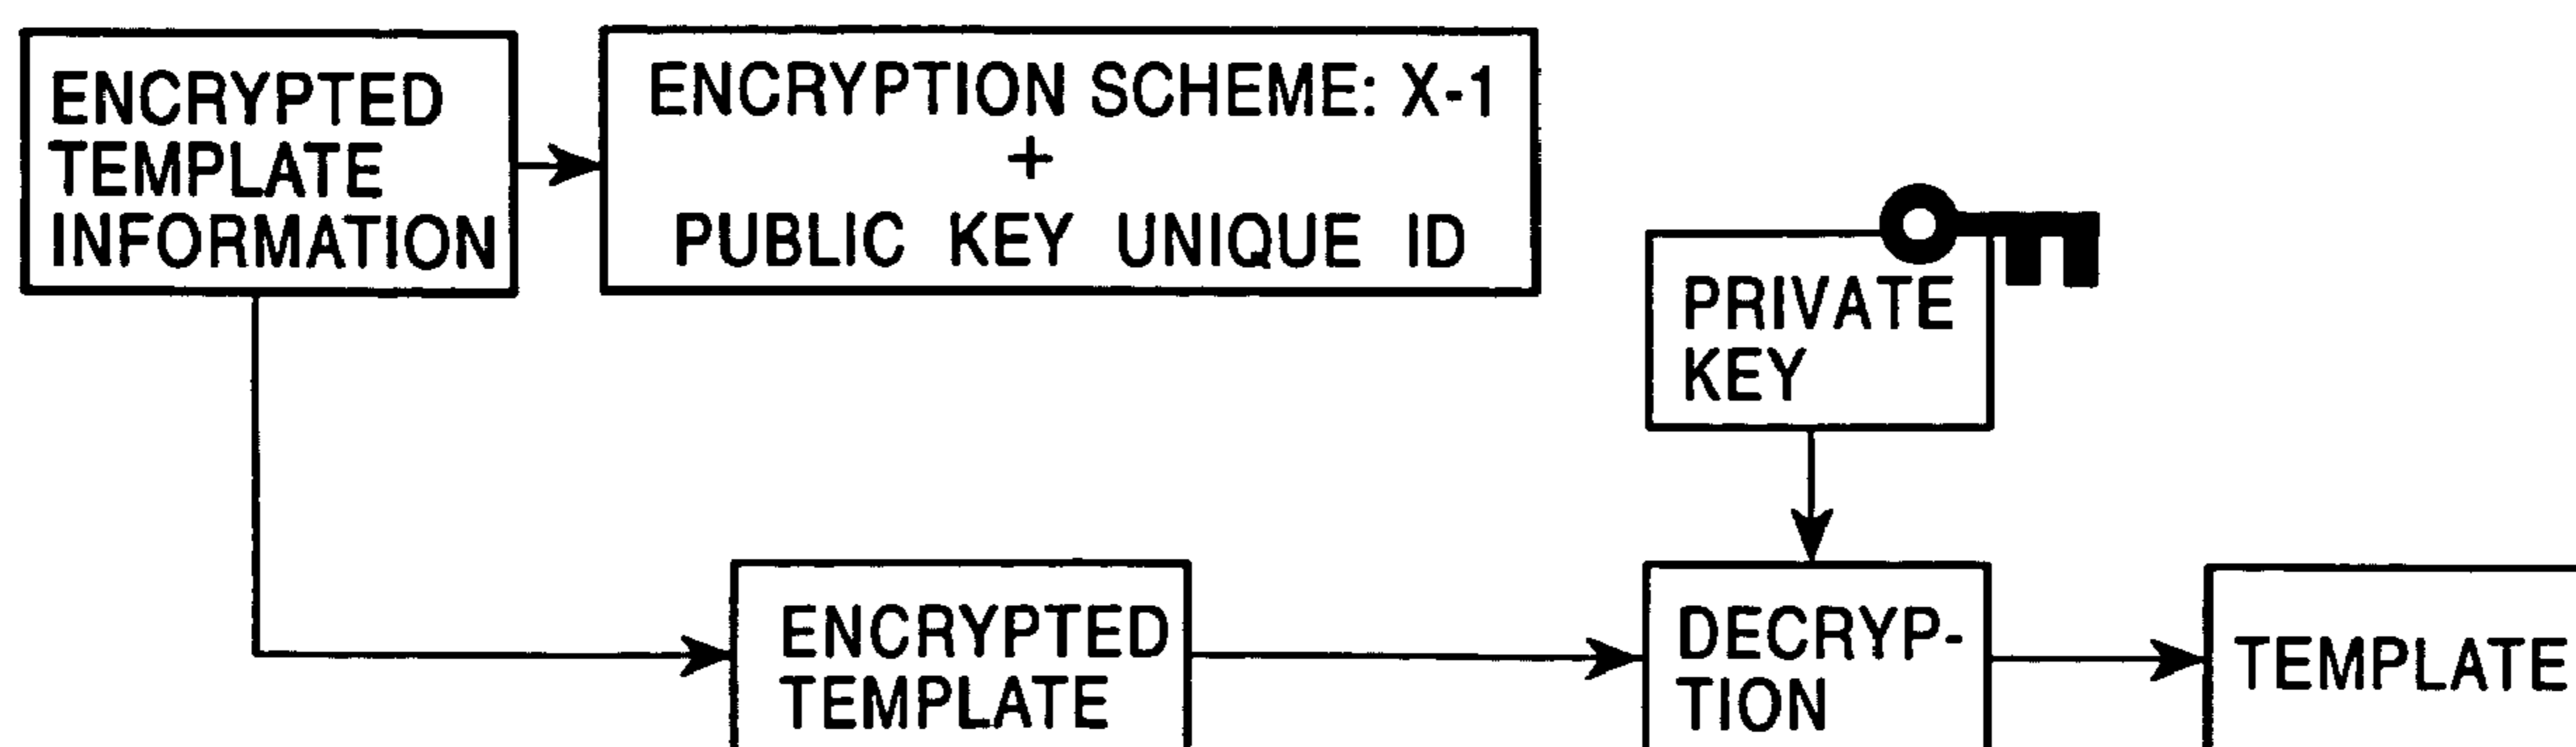 ENCRYPTED
TEMPLATE
INFORMATION
ENCRYPTION SCHEME: X-1
+
PUBLIC KEY UNIQUE ID
PRIVATE
KEY
ENCRYPTED
TEMPLATE
DECRYP-
TION
TEMPLATE